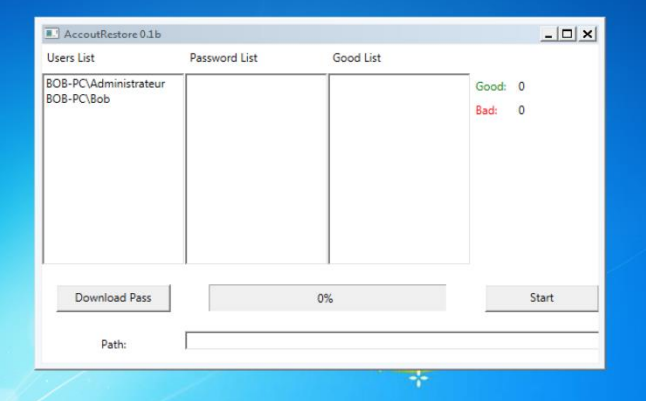 AccoutRestore 0.1b
Users List Password List Good List
BOB-PC\Administrateur
BOB-PC\Bob
Good: 0
Bad: 0
Download Pass 0% Start
Path: